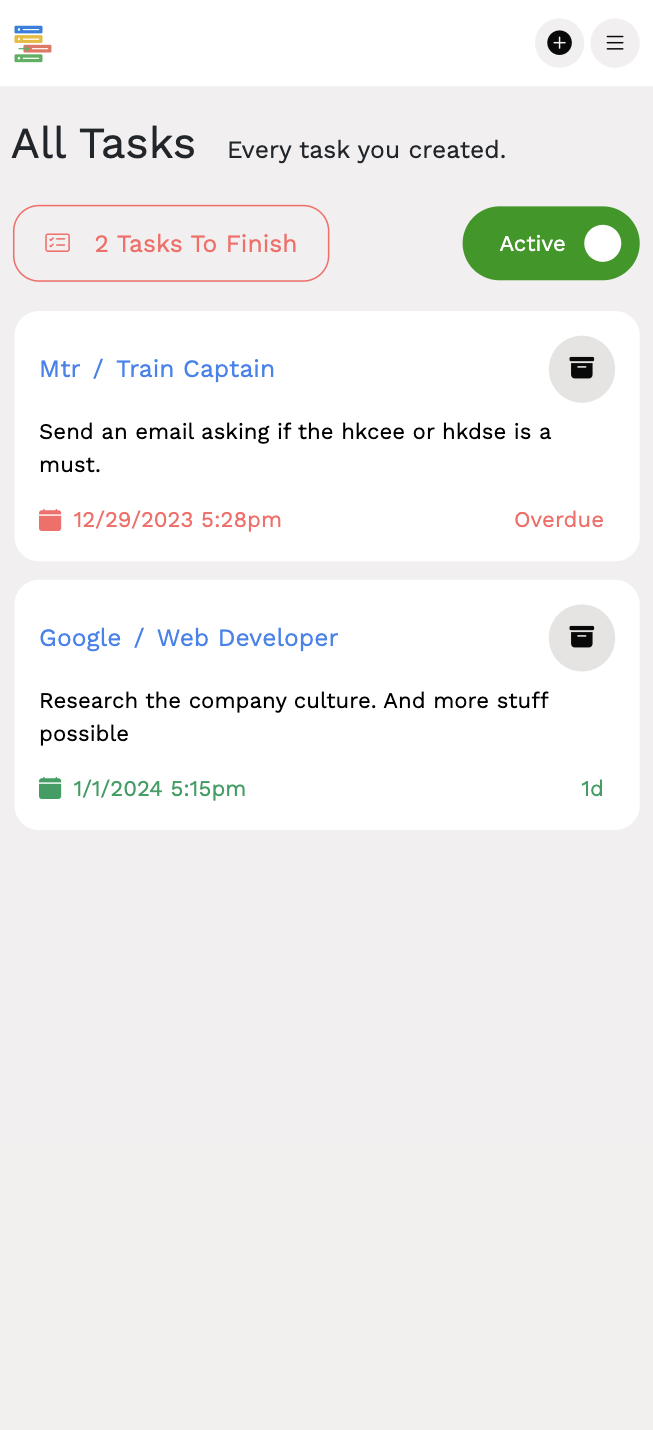 All Tasks Every task you created.
2 Tasks To Finish
Active
Mtr / Train Captain
Send an email asking if the hkcee or hkdse is a
must.
12/29/2023 5:28pm
Overdue
Google / Web Developer
Research the company culture. And more stuff
possible
1/1/2024 5:15pm
1d